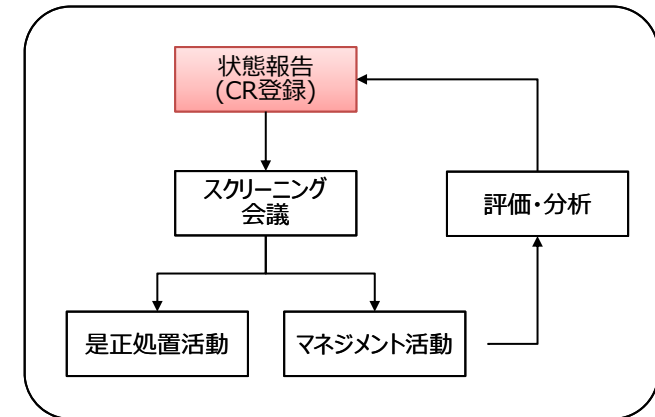 状態報告
(CR登録)
スクリーニング
会議
評価・分析
是正処置活動
マネジメント活動